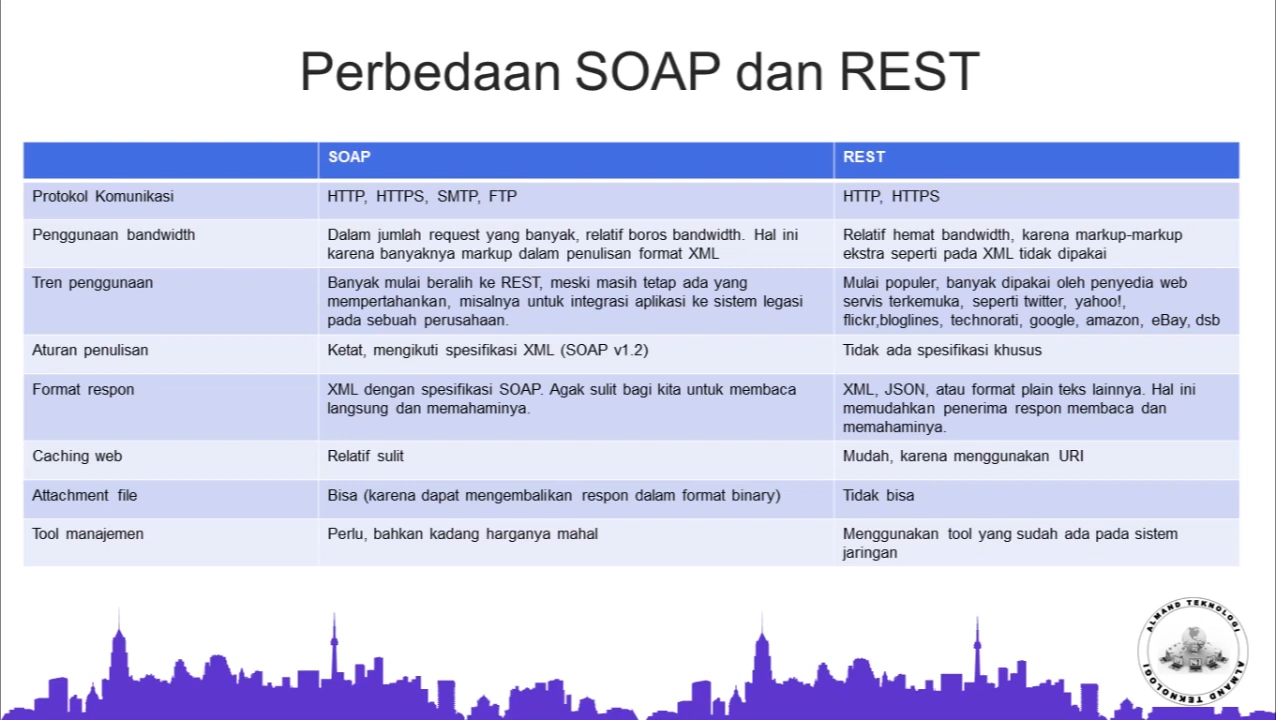 Perbedaan SOAP dan REST
SOAP
REST
Protokol Komunikasi
HTTP, HTTPS, SMTP, FTP
HTTP, HTTPS
Penggunaan bandwidth
Dalam jumlah request yang banyak, relatif boros bandwidth. Hal ini
karena banyaknya markup dalam penulisan format XML
Relatif hemat bandwidth, karena markup-markup
ekstra seperti pada XML tidak dipakai
Tren penggunaan
Banyak mulai beralih ke REST, meski masih tetap ada yang
mempertahankan, misalnya untuk integrasi aplikasi ke sistem legasi
pada sebuah perusahaan.
Mulai populer, banyak dipakai oleh penyedia web
servis terkemuka, seperti twitter, yahoo!,
flickr,bloglines, technorati, google, amazon, eBay, dsb
Aturan penulisan
Ketat, mengikuti spesifikasi XML (SOAP v1.2)
Tidak ada spesifikasi khusus
Format respon
XML dengan spesifikasi SOAP. Agak sulit bagi kita untuk membaca
langsung dan memahaminya.
XML, JSON, atau format plain teks lainnya. Hal ini
memudahkan penerima respon membaca dan
memahaminya.
Caching web
Relatif sulit
Mudah, karena menggunakan URI
Attachment file
Bisa (karena dapat mengembalikan respon dalam format binary)
Tidak bisa
Tool manajemen
Perlu, bahkan kadang harganya mahal
Menggunakan tool yang sudah ada pada sistem
jaringan
ALMAND TEKNOLOGI
ALMAND TEKNOLOGI